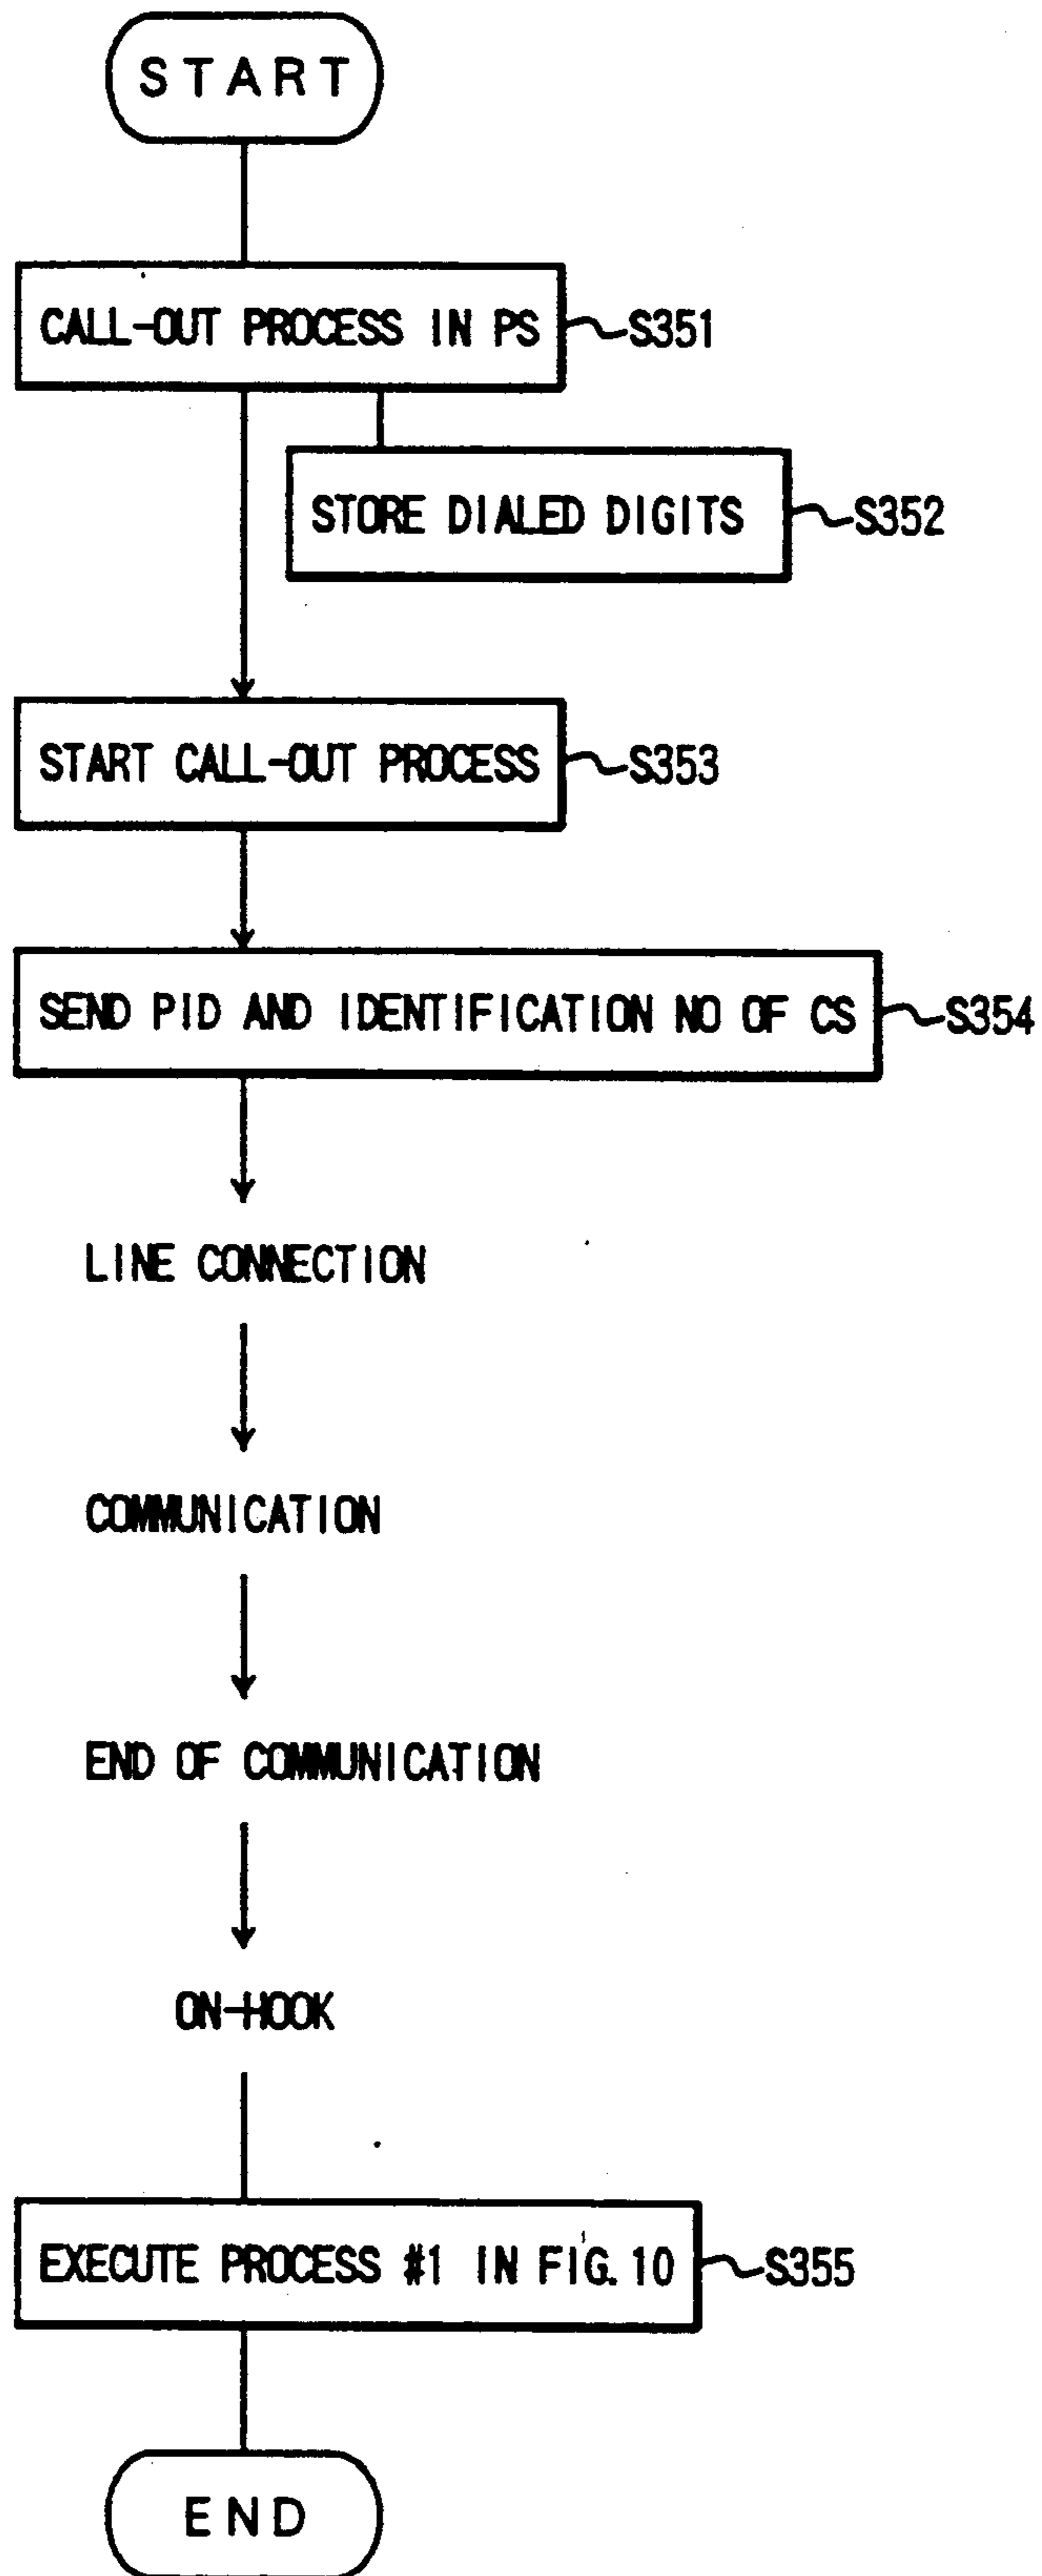 START
CALL-OUT PROCESS IN PS S351
STORE DIALED DIGITS S352
START CALL-OUT PROCESS S353
SEND PID AND IDENTIFICATION NO OF CS S354
LINE CONNECTION
COMMUNICATION
END OF COMMUNICATION
ON-HOOK
EXECUTE PROCESS #1 IN FIG. 10 S355
END